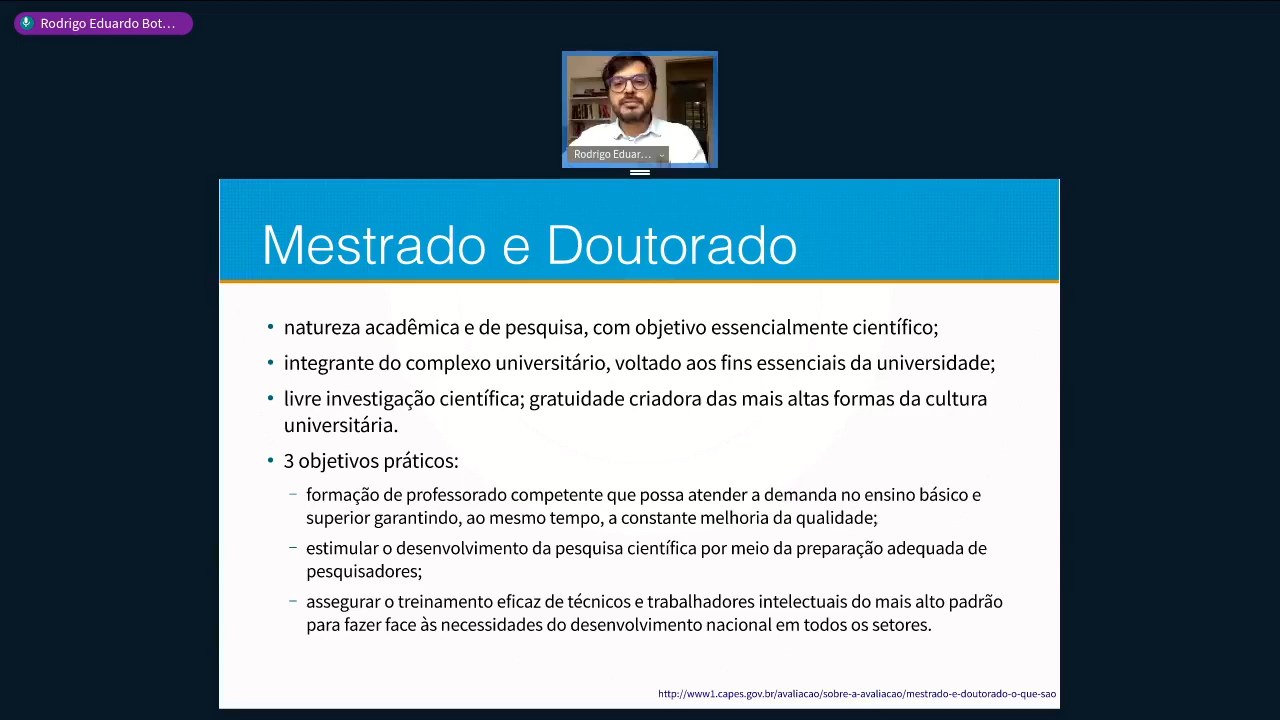 Rodrigo Eduardo Bot...
Rodrigo Eduar...
Mestrado e Doutorado
• natureza acadêmica e de pesquisa, com objetivo essencialmente científico;
• integrante do complexo universitário, voltado aos fins essenciais da universidade;
• livre investigação científica; gratuidade criadora das mais altas formas da cultura
universitária.
• 3 objetivos práticos:
– formação de professorado competente que possa atender a demanda no ensino básico e
superior garantindo, ao mesmo tempo, a constante melhoria da qualidade;
– estimular o desenvolvimento da pesquisa científica por meio da preparação adequada de
pesquisadores;
– assegurar o treinamento eficaz de técnicos e trabalhadores intelectuais do mais alto padrão
para fazer face às necessidades do desenvolvimento nacional em todos os setores.
http://www1.capes.gov.br/avaliacao/sobre-a-avaliacao/mestrado-e-doutorado-o-que-sao